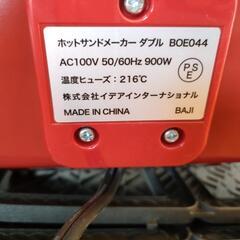 ホットサンドメーカー ダブル BOE044
AC100V 50/60Hz 900W
温度ヒューズ：216℃
株式会社イデアインターナショナル
MADE IN CHINA
BAJI
PSE